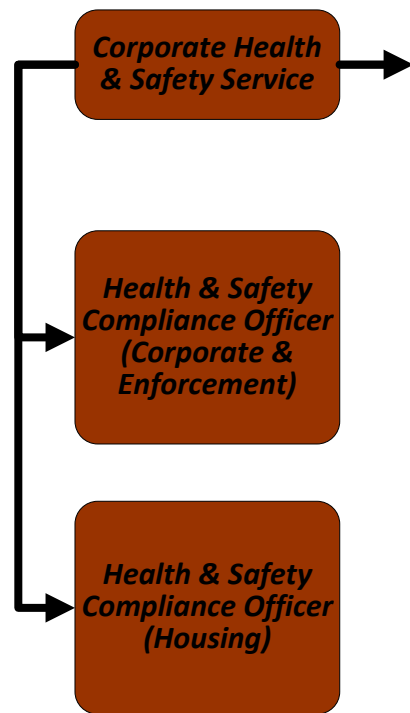 Corporate Health
& Safety Service
Health & Safety
Compliance Officer
(Corporate &
Enforcement)
Health & Safety
Compliance Officer
(Housing)